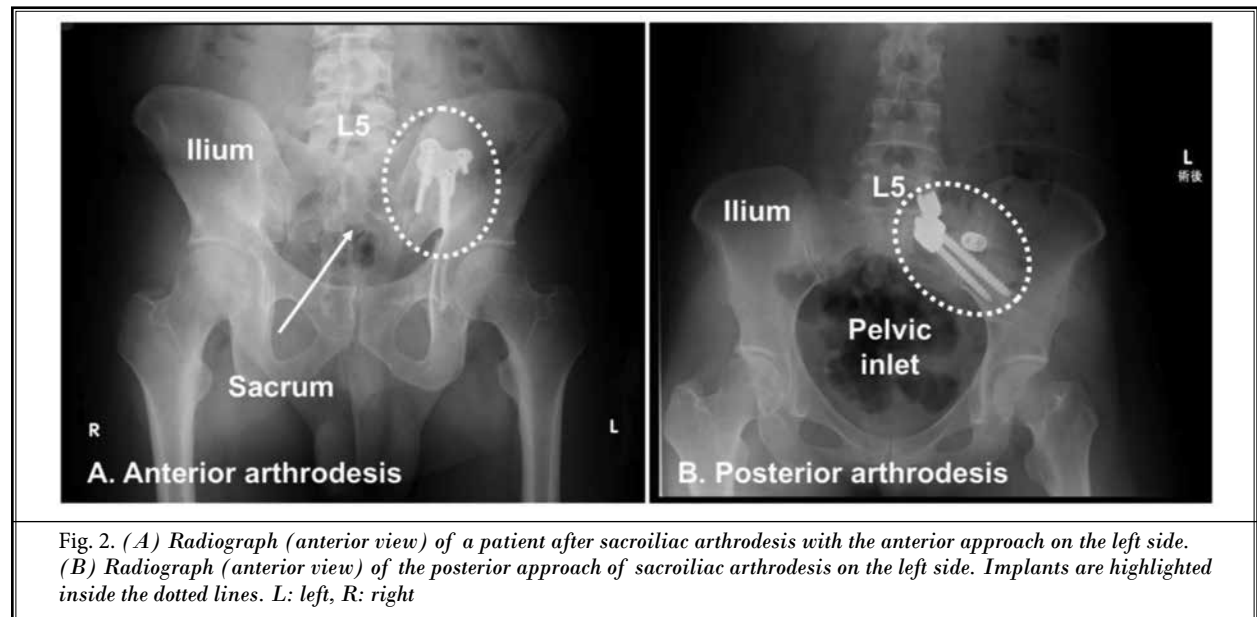 L5
Ilium
Sacrum
R
L
A. Anterior arthrodesis
L
術後
L5
Ilium
Pelvic
inlet
B. Posterior arthrodesis
Fig. 2. (A) Radiograph (anterior view) of a patient after sacroiliac arthrodesis with the anterior approach on the left side.
(B) Radiograph (anterior view) of the posterior approach of sacroiliac arthrodesis on the left side. Implants are highlighted
inside the dotted lines. L: left, R: right